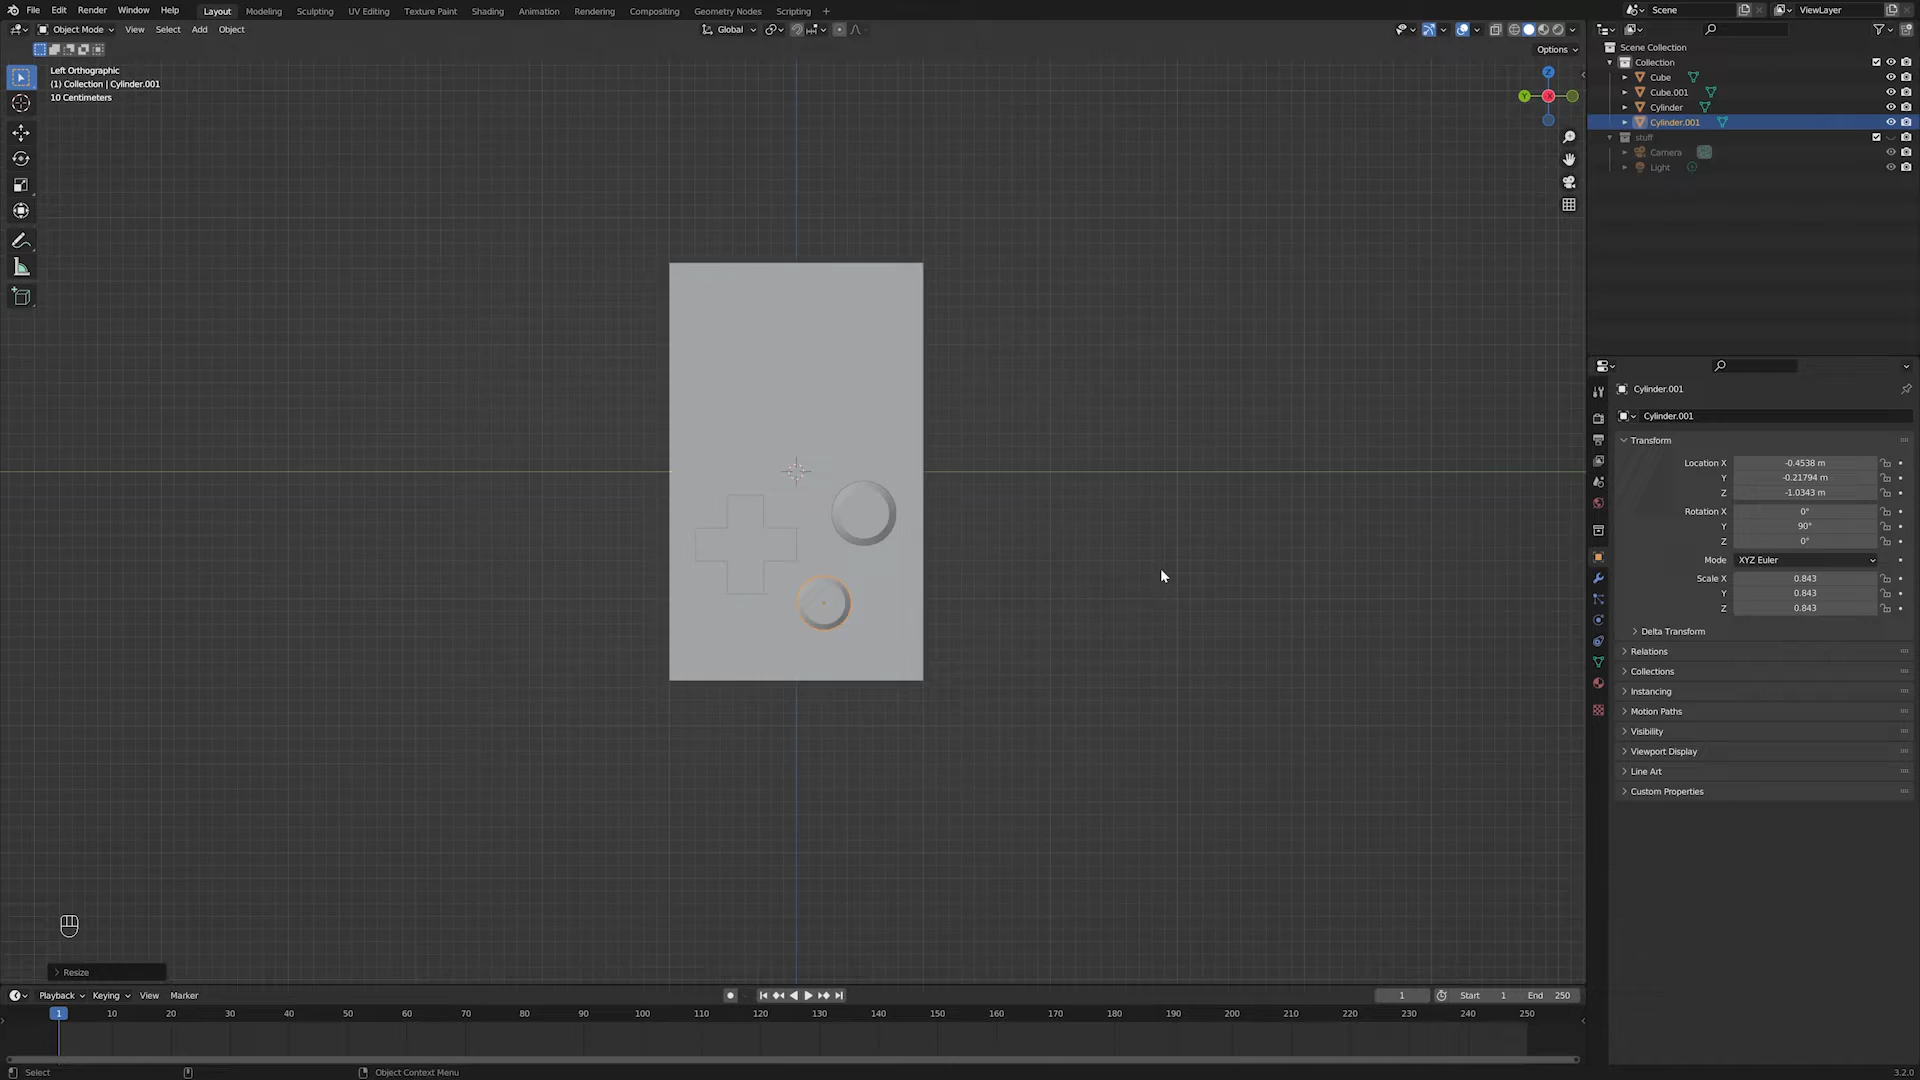 File Edit Render Window Help Layout Modeling Sculpting UV Editing Texture Paint Shading Animation Rendering Compositing Geometry Nodes Scripting + Scene ViewLayer
Object Mode View Select Add Object Global
Options
Left Orthographic
(1) Collection | Cylinder.001
10 Centimeters
Z
Y
X
Scene Collection
Collection
Cube
Cube.001
Cylinder
Cylinder.001
stuff
Camera
Light
Cylinder.001
Cylinder.001
Transform
Location X -0.4538 m
Y -0.21794 m
Z -1.0343 m
Rotation X 0°
Y 90°
Z 0°
Mode XYZ Euler
Scale X 0.843
Y 0.843
Z 0.843
Delta Transform
Relations
Collections
Instancing
Motion Paths
Visibility
Viewport Display
Line Art
Custom Properties
Resize
Playback Keying View Marker 1 Start 1 End 250
1 10 20 30 40 50 60 70 80 90 100 110 120 130 140 150 160 170 180 190 200 210 220 230 240 250
Select Object Context Menu 3.2.0